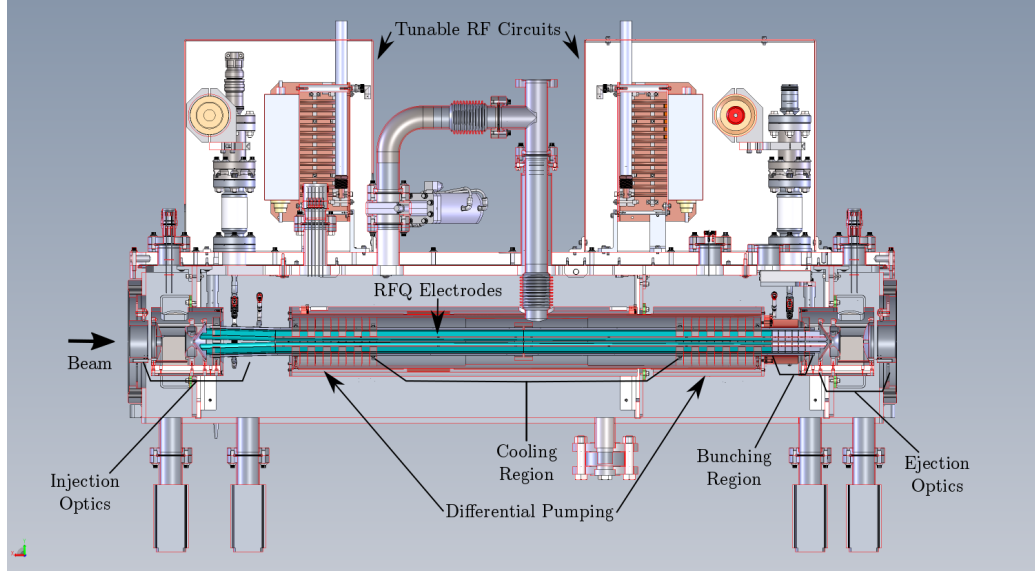 Tunable RF Circuits
RFQ Electrodes
Beam
Injection
Optics
Cooling
Region
Differential Pumping
Bunching
Region
Ejection
Optics